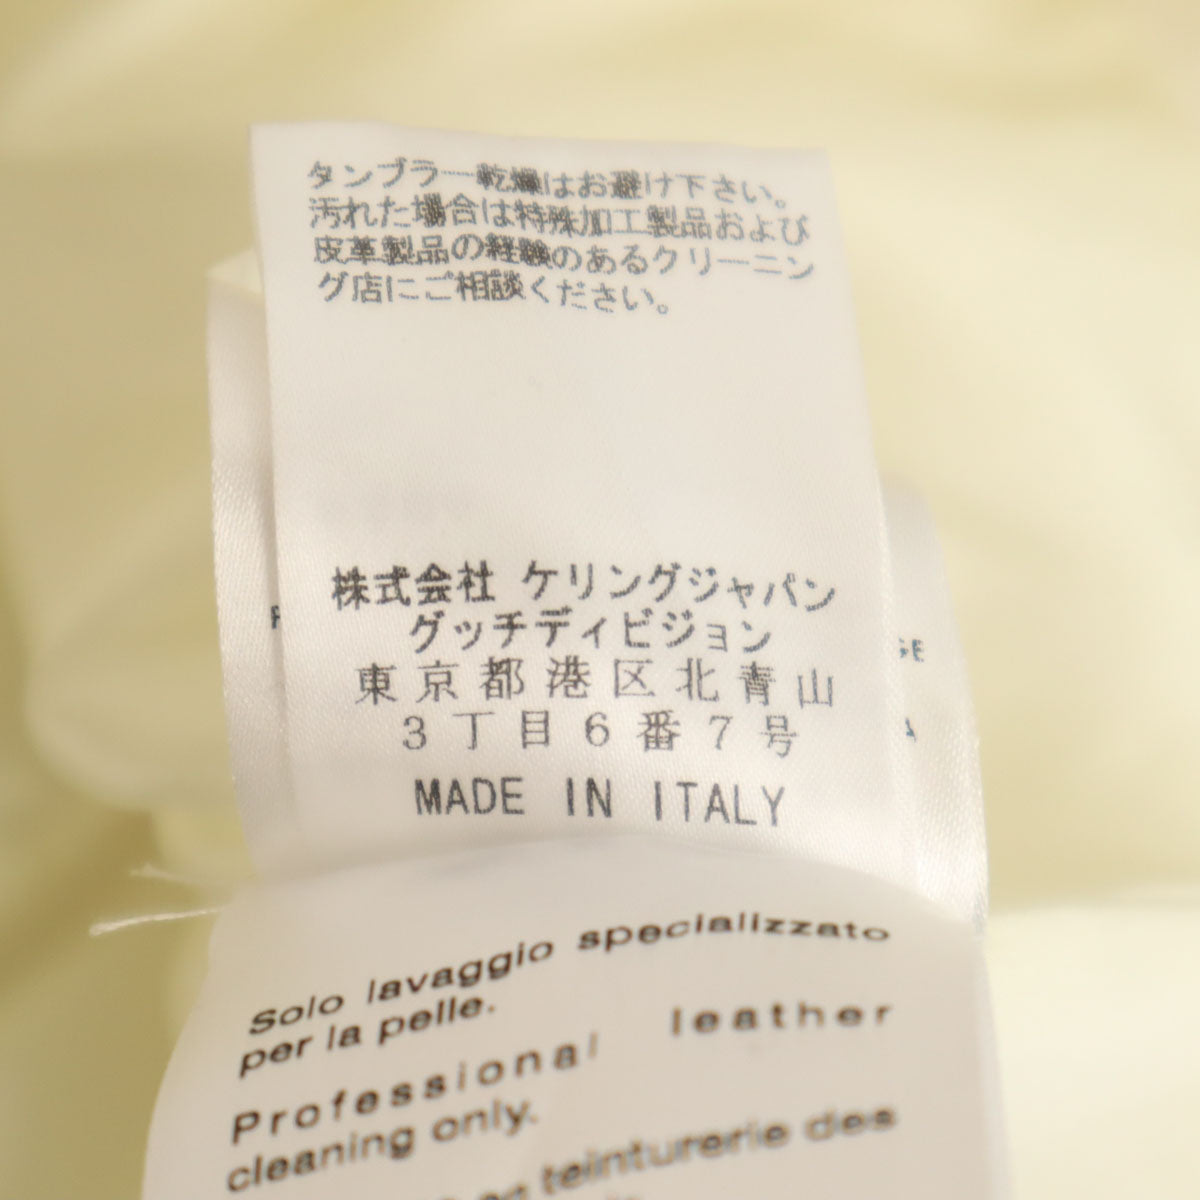 タンブラー乾燥はお避け下さい。
汚れた場合は特殊加工製品および
皮革製品の経験のあるクリーニン
グ店にご相談ください。
株式会社 ケリングジャパン
グッチディビジョン
東京都港区北青山
3丁目6番7号
MADE IN ITALY
Solo lavaggio specializzato
per la pelle.
Professional leather
cleaning only.
teinturerie des